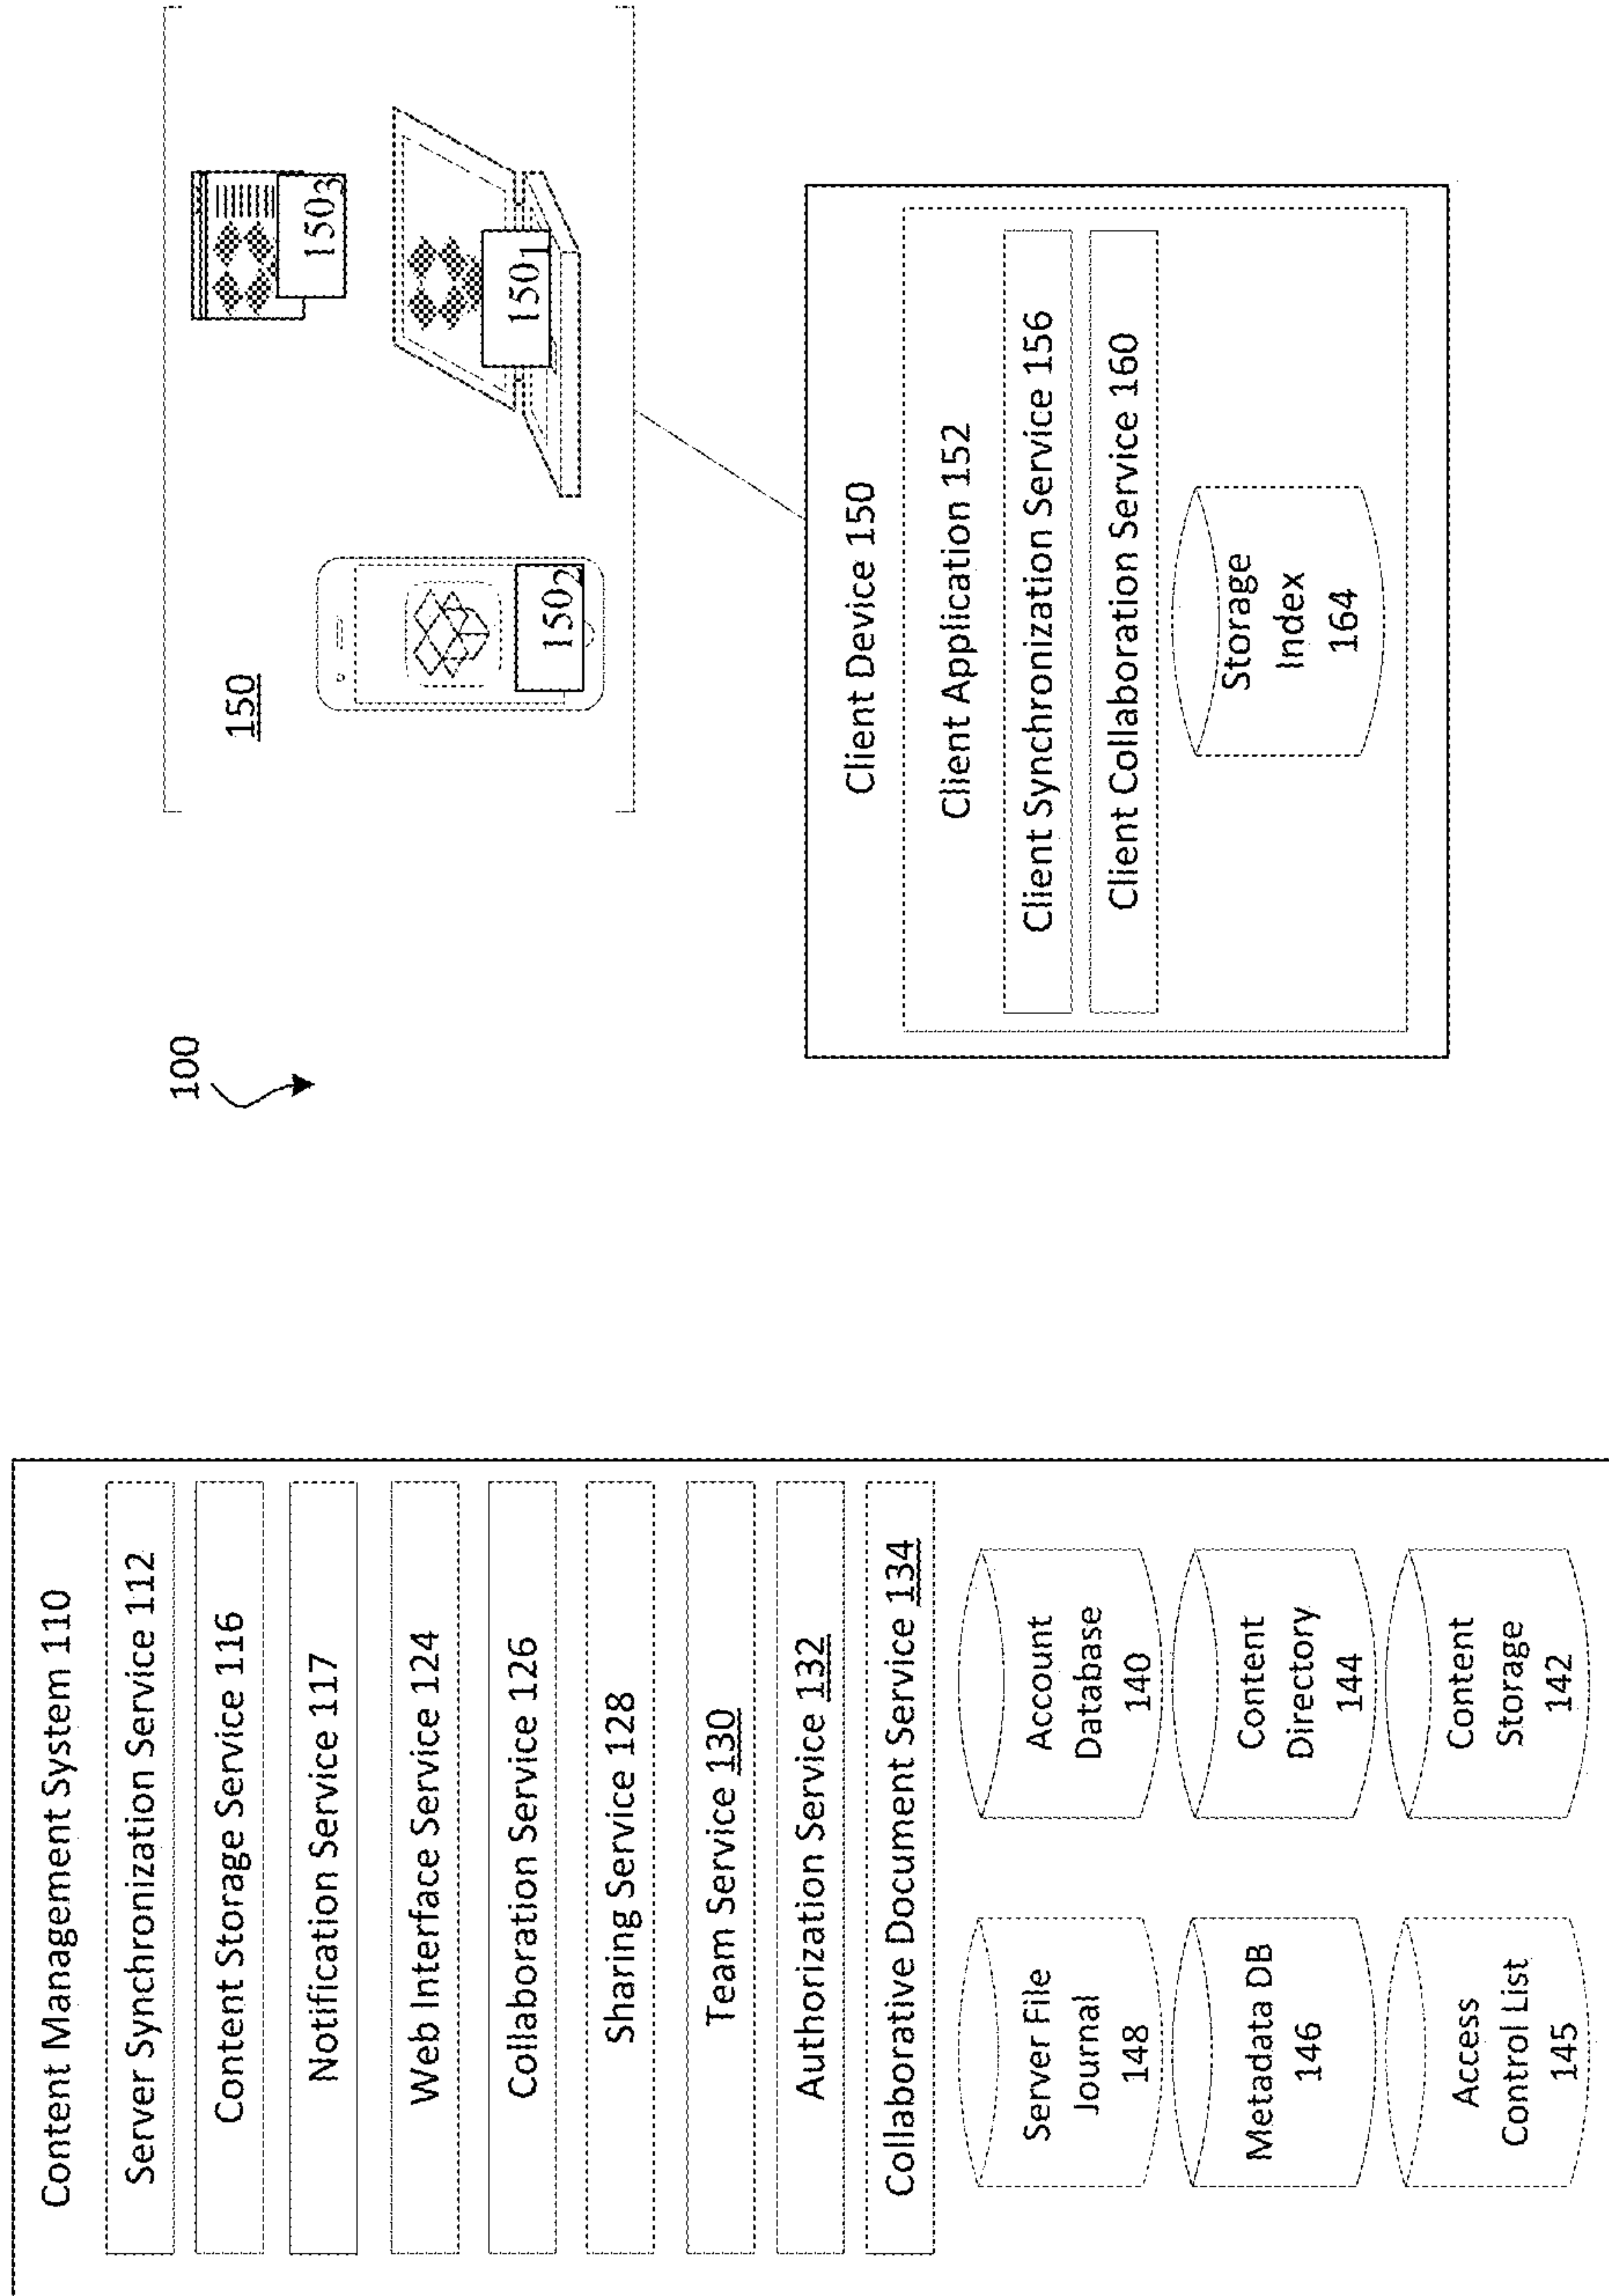 Content Management System 110
Server Synchronization Service 112
Content Storage Service 116
Notification Service 117
Web Interface Service 124
Collaboration Service 126
Sharing Service 128
Team Service 130
Authorization Service 132
Collaborative Document Service 134
Server File
Journal
148
Account
Database
140
Metadata DB
146
Content
Directory
144
Access
Control List
145
Content
Storage
142
100
150
150₂
150₁
150₃
Client Device 150
Client Application 152
Client Synchronization Service 156
Client Collaboration Service 160
Storage
Index
164